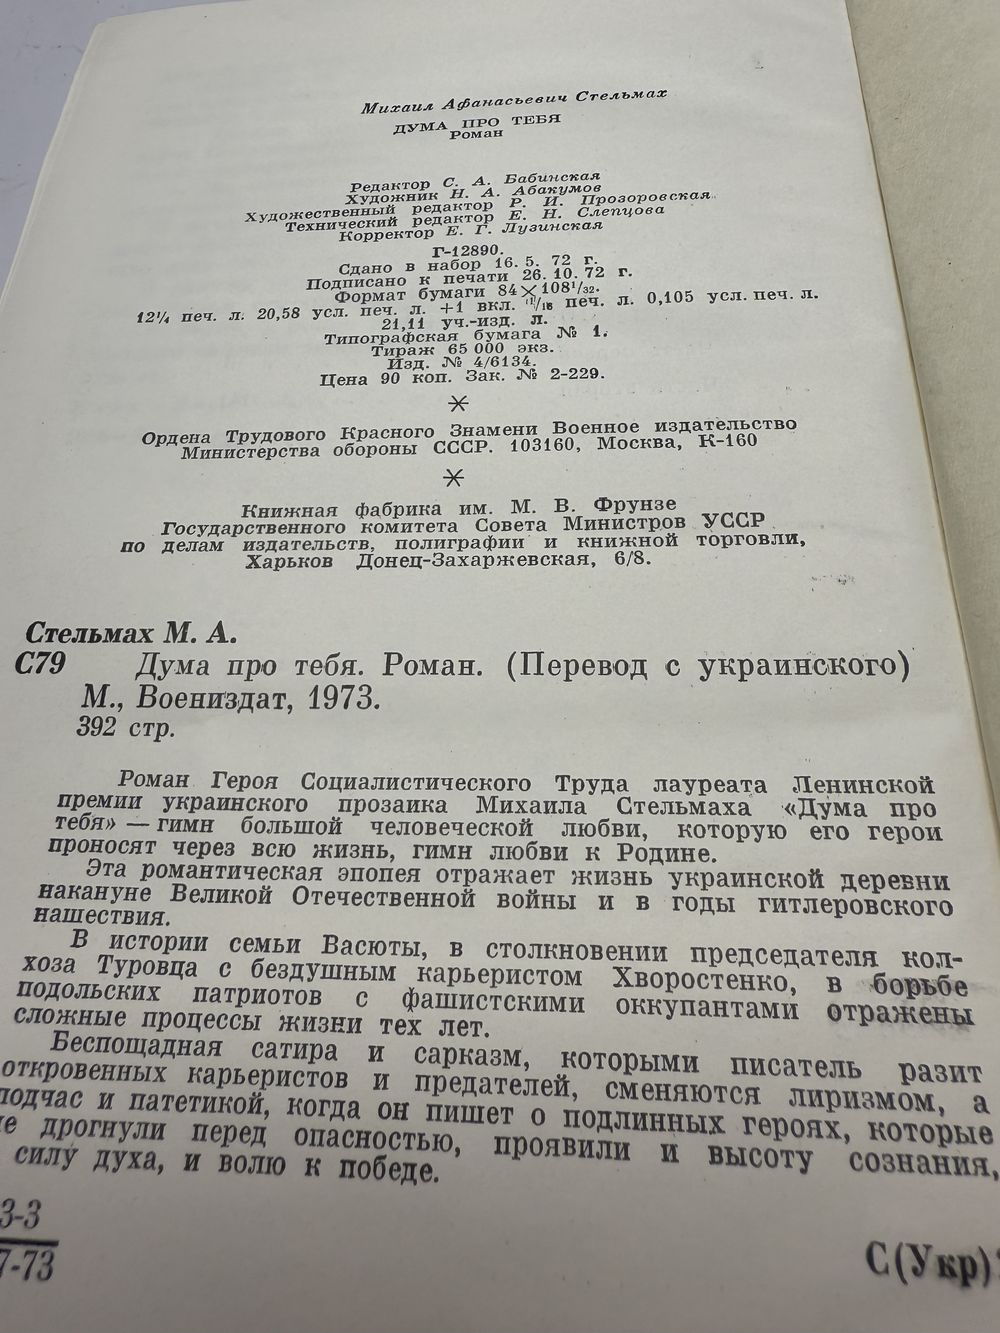 Михаил Афанасьевич Стельмах
ДУМА ПРО ТЕБЯ
Роман
Редактор С. А. Бабинская
Художник Н. А. Абакумов
Художественный редактор Р. И. Прозоровская
Технический редактор Е. Н. Слепцова
Корректор Е. Г. Лузинская
Г-12890.
Сдано в набор 16. 5. 72 г.
Подписано к печати 26. 10. 72 г.
Формат бумаги 84×108¹/₃₂.
12¼ печ. л. 20,58 усл. печ. л. +1 вкл. ¹/₁₆ печ. л. 0,105 усл. печ. л.
21,11 уч.-изд. л.
Типографская бумага № 1.
Тираж 65 000 экз.
Изд. № 4/6134.
Цена 90 коп. Зак. № 2-229.
Ордена Трудового Красного Знамени Военное издательство
Министерства обороны СССР. 103160, Москва, К-160
Книжная фабрика им. М. В. Фрунзе
Государственного комитета Совета Министров УССР
по делам издательств, полиграфии и книжной торговли,
Харьков Донец-Захаржевская, 6/8.
Стельмах М. А.
С79 Дума про тебя. Роман. (Перевод с украинского)
М., Воениздат, 1973.
392 стр.
Роман Героя Социалистического Труда лауреата Ленинской
премии украинского прозаика Михаила Стельмаха «Дума про
тебя» — гимн большой человеческой любви, которую его герои
проносят через всю жизнь, гимн любви к Родине.
Эта романтическая эпопея отражает жизнь украинской деревни
накануне Великой Отечественной войны и в годы гитлеровского
нашествия.
В истории семьи Васюты, в столкновении председателя кол-
хоза Туровца с бездушным карьеристом Хворостенко, в борьбе
подольских патриотов с фашистскими оккупантами отражены
сложные процессы жизни тех лет.
Беспощадная сатира и сарказм, которыми писатель разит
откровенных карьеристов и предателей, сменяются лиризмом, а
подчас и патетикой, когда он пишет о подлинных героях, которые
не дрогнули перед опасностью, проявили и высоту сознания,
силу духа, и волю к победе.
3-3
7-73
С(Укр)